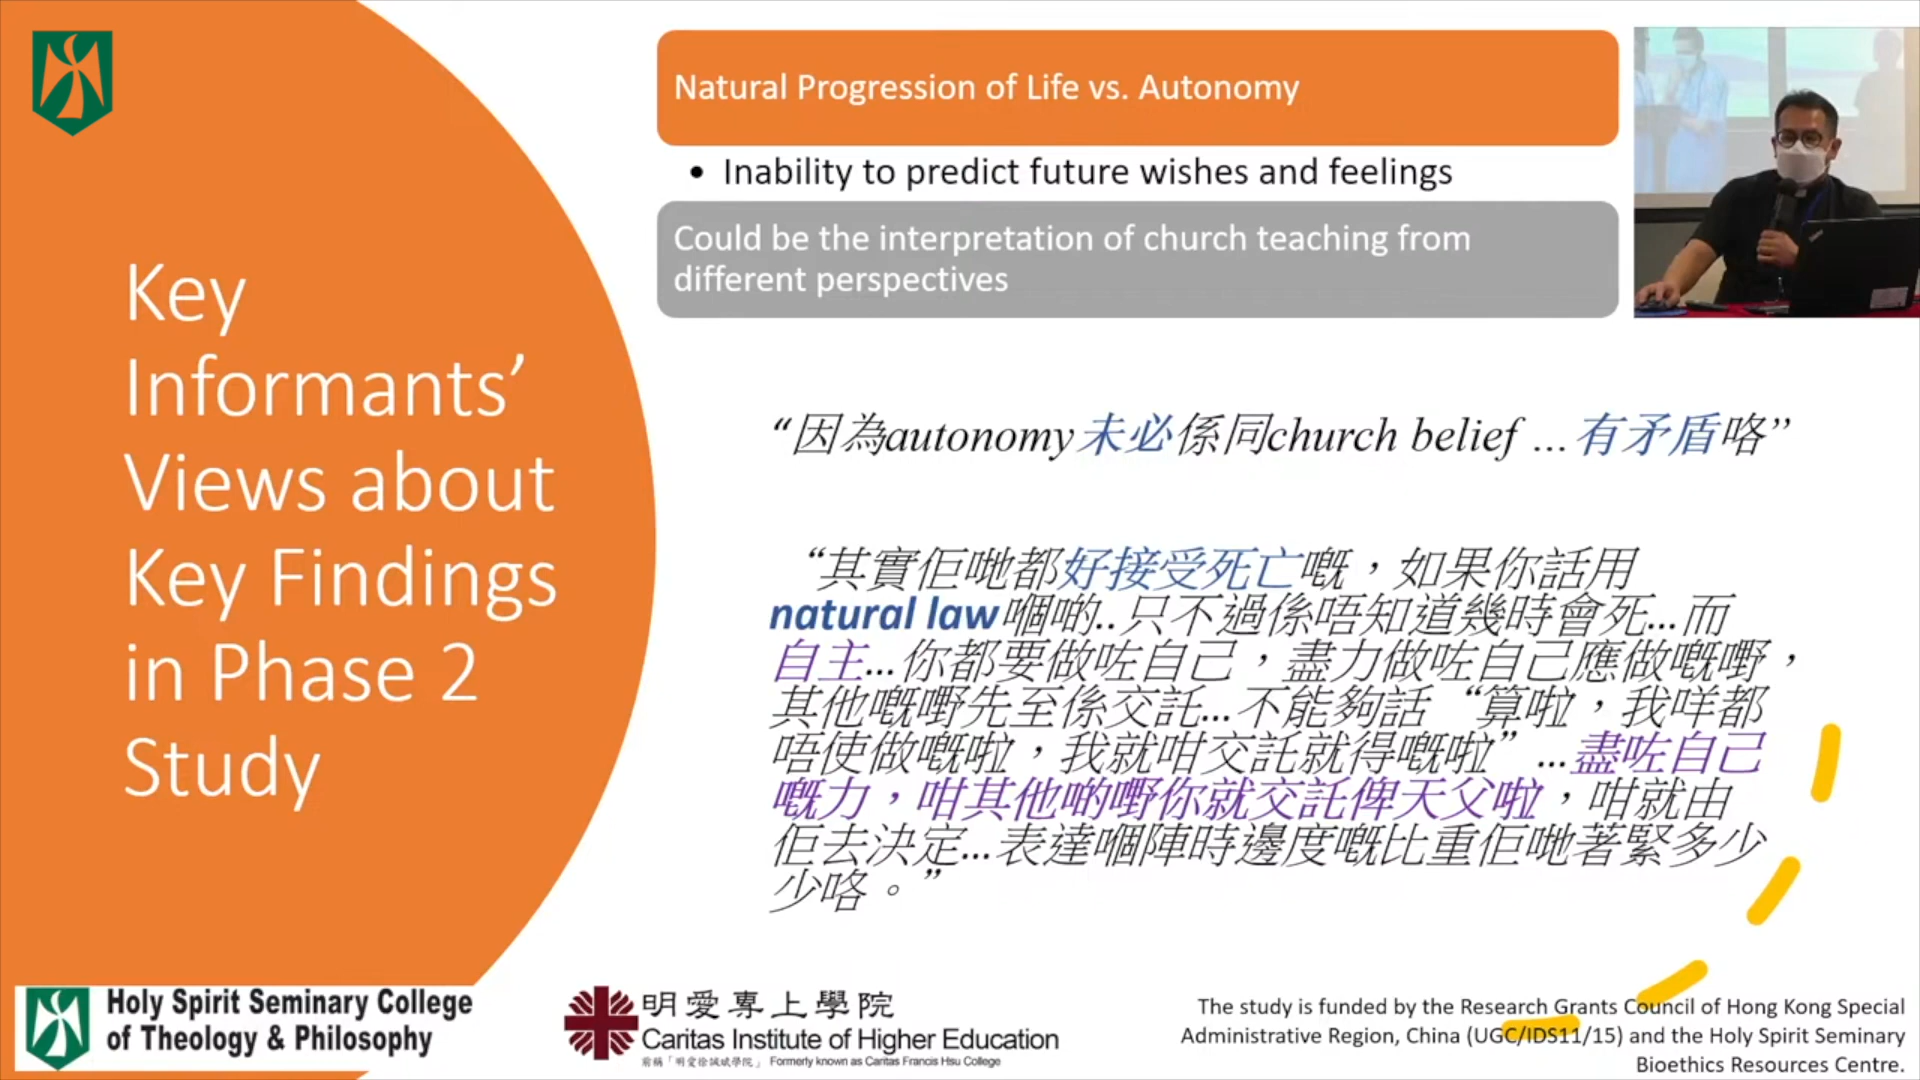 Key
Informants’
Views about
Key Findings
in Phase 2
Study
Natural Progression of Life vs. Autonomy
• Inability to predict future wishes and feelings
Could be the interpretation of church teaching from
different perspectives
“因為autonomy未必係同church belief ...有矛盾咯”
“其實佢哋都好接受死亡嘅，如果你話用
natural law嗰啲..只不過係唔知道幾時會死...而
自主...你都要做咗自己，盡力做咗自己應做嘅嘢，
其他嘅嘢先至係交託...不能夠話“算啦，我咩都
唔使做嘅啦，我就咁交託就得嘅啦”...盡咗自己
嘅力，咁其他啲嘢你就交託俾天父啦，咁就由
佢去決定...表達嗰陣時邊度嘅比重佢哋著緊多少
少咯。”
Holy Spirit Seminary College
of Theology & Philosophy
明愛專上學院
Caritas Institute of Higher Education
前稱「明愛徐誠斌學院」 Formerly known as Caritas Francis Hsu College
The study is funded by the Research Grants Council of Hong Kong Special
Administrative Region, China (UGC/IDS11/15) and the Holy Spirit Seminary
Bioethics Resources Centre.